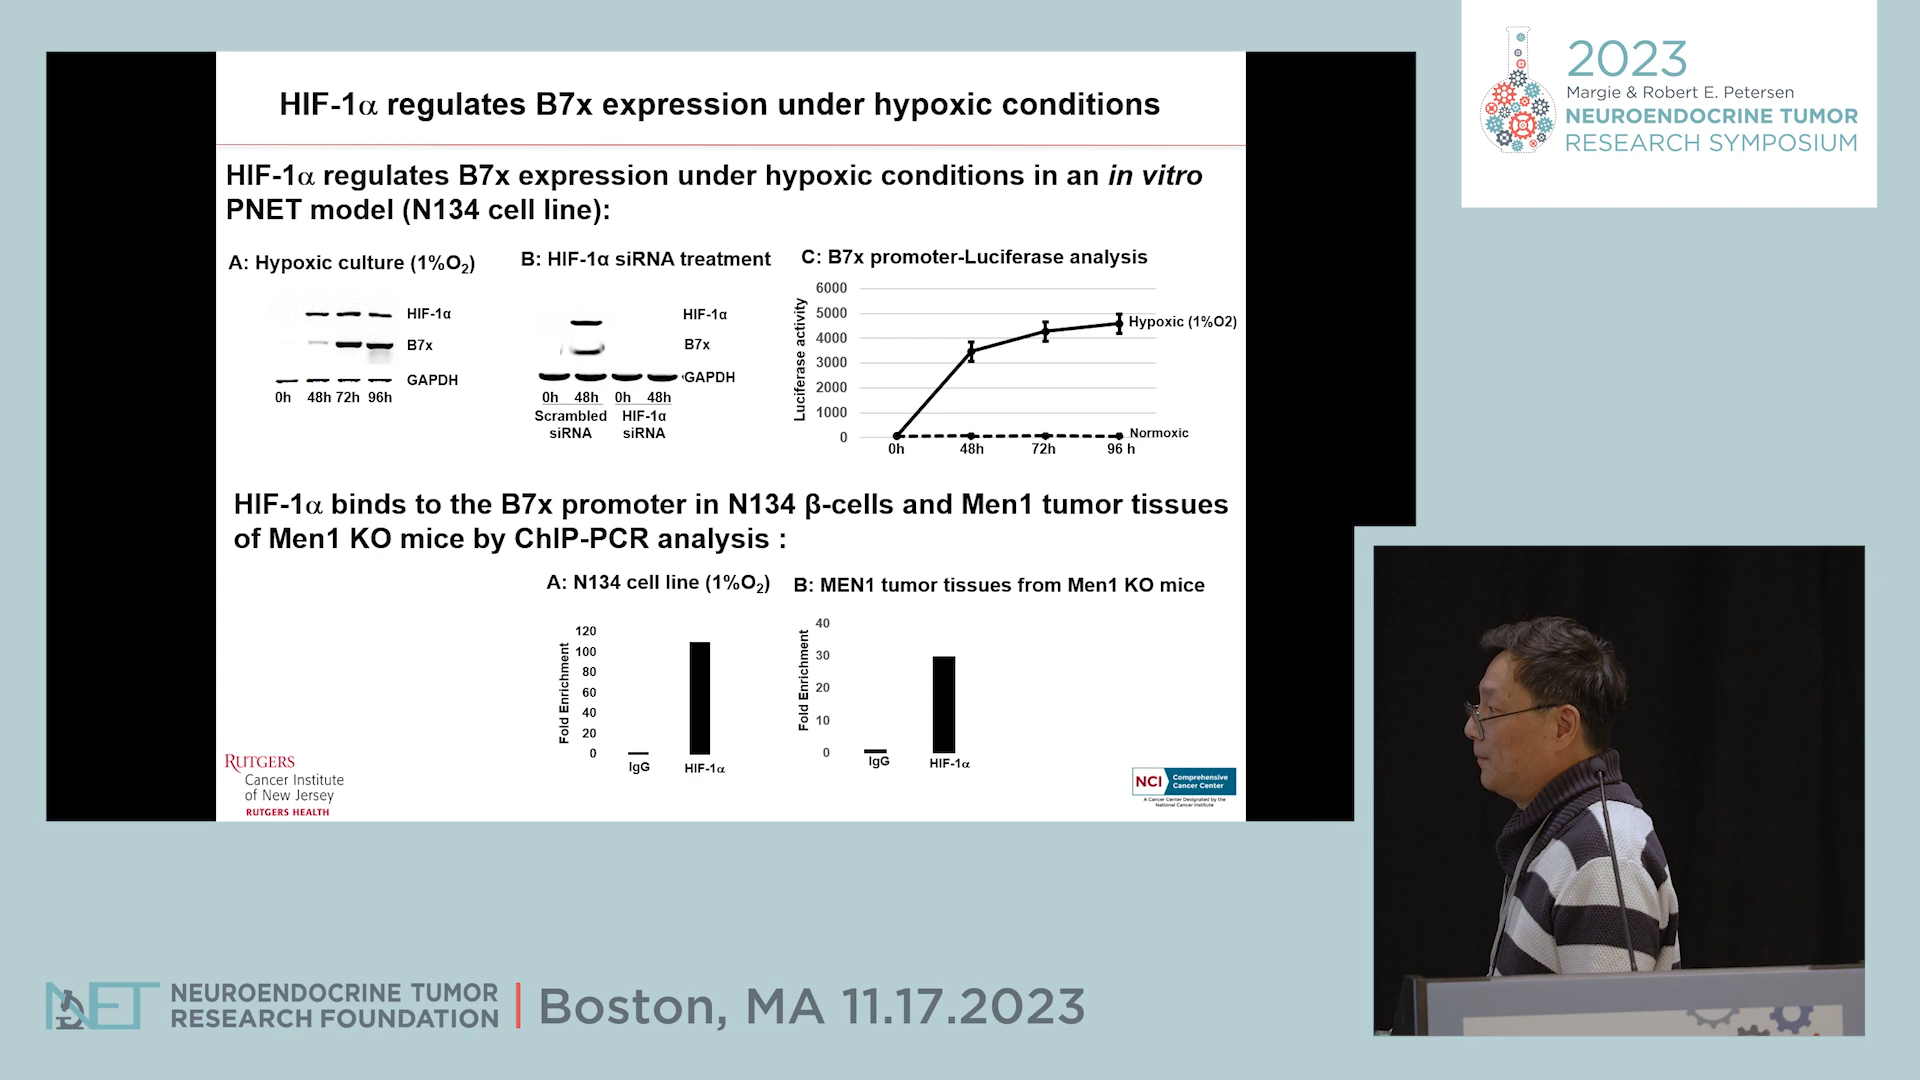 HIF-1α regulates B7x expression under hypoxic conditions
HIF-1α regulates B7x expression under hypoxic conditions in an in vitro
PNET model (N134 cell line):
A: Hypoxic culture (1%O₂)
HIF-1α
B7x
GAPDH
0h 48h 72h 96h
B: HIF-1α siRNA treatment
HIF-1α
B7x
GAPDH
0h 48h 0h 48h
Scrambled siRNA
HIF-1α siRNA
C: B7x promoter-Luciferase analysis
Luciferase activity
6000
5000
4000
3000
2000
1000
0
Hypoxic (1%O2)
Normoxic
0h 48h 72h 96 h
HIF-1α binds to the B7x promoter in N134 β-cells and Men1 tumor tissues
of Men1 KO mice by ChIP-PCR analysis :
A: N134 cell line (1%O₂)
Fold Enrichment
120
100
80
60
40
20
0
IgG HIF-1α
B: MEN1 tumor tissues from Men1 KO mice
Fold Enrichment
40
30
20
10
0
IgG HIF-1α
RUTGERS
Cancer Institute
of New Jersey
RUTGERS HEALTH
NCI
Comprehensive
Cancer Center
A Cancer Center Designated by the
National Cancer Institute
2023
Margie & Robert E. Petersen
NEUROENDOCRINE TUMOR
RESEARCH SYMPOSIUM
NET
NEUROENDOCRINE TUMOR
RESEARCH FOUNDATION
Boston, MA 11.17.2023